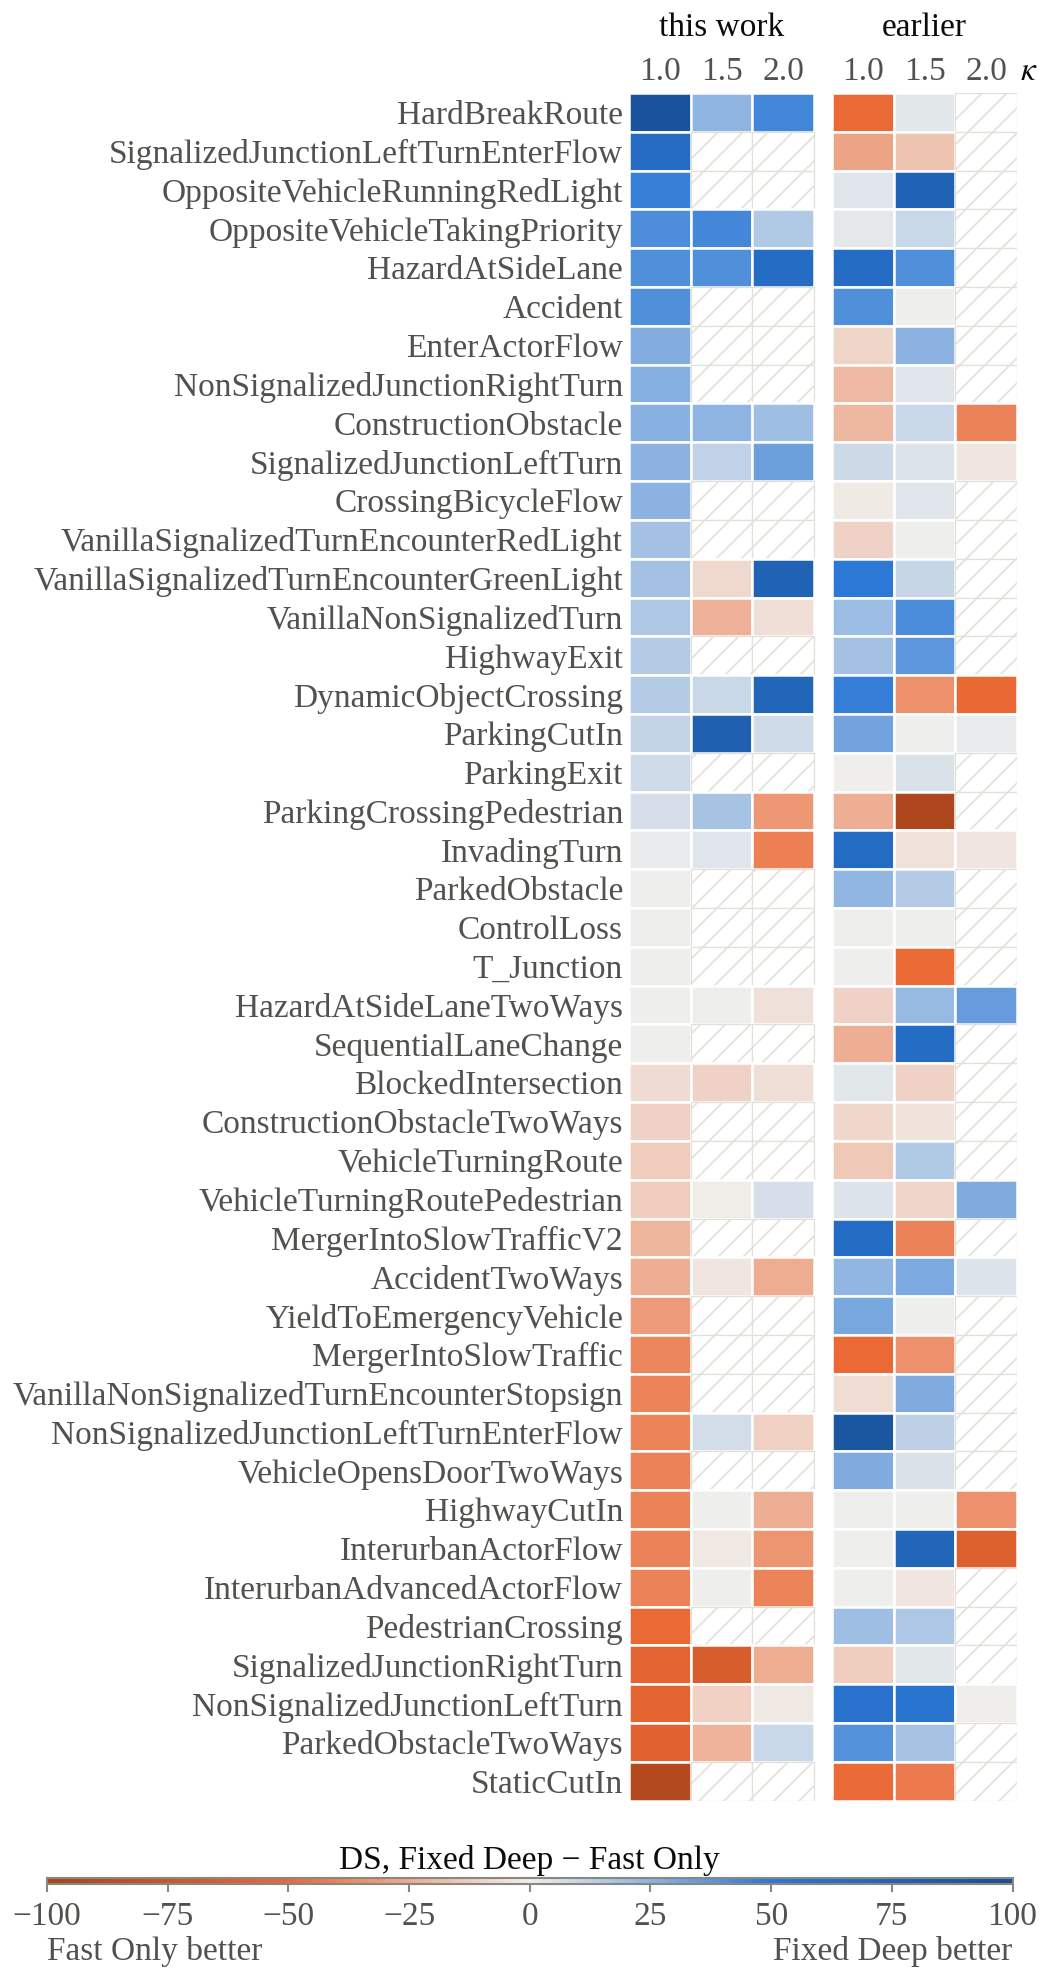 this work earlier
1.0 1.5 2.0 1.0 1.5 2.0 κ
HardBreakRoute
SignalizedJunctionLeftTurnEnterFlow
OppositeVehicleRunningRedLight
OppositeVehicleTakingPriority
HazardAtSideLane
Accident
EnterActorFlow
NonSignalizedJunctionRightTurn
ConstructionObstacle
SignalizedJunctionLeftTurn
CrossingBicycleFlow
VanillaSignalizedTurnEncounterRedLight
VanillaSignalizedTurnEncounterGreenLight
VanillaNonSignalizedTurn
HighwayExit
DynamicObjectCrossing
ParkingCutIn
ParkingExit
ParkingCrossingPedestrian
InvadingTurn
ParkedObstacle
ControlLoss
T_Junction
HazardAtSideLaneTwoWays
SequentialLaneChange
BlockedIntersection
ConstructionObstacleTwoWays
VehicleTurningRoute
VehicleTurningRoutePedestrian
MergerIntoSlowTrafficV2
AccidentTwoWays
YieldToEmergencyVehicle
MergerIntoSlowTraffic
VanillaNonSignalizedTurnEncounterStopsign
NonSignalizedJunctionLeftTurnEnterFlow
VehicleOpensDoorTwoWays
HighwayCutIn
InterurbanActorFlow
InterurbanAdvancedActorFlow
PedestrianCrossing
SignalizedJunctionRightTurn
NonSignalizedJunctionLeftTurn
ParkedObstacleTwoWays
StaticCutIn
DS, Fixed Deep − Fast Only
−100 −75 −50 −25 0 25 50 75 100
Fast Only better Fixed Deep better